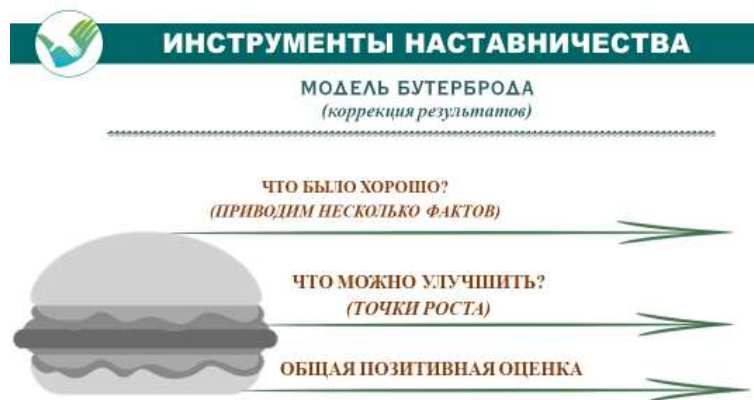 ИНСТРУМЕНТЫ НАСТАВНИЧЕСТВА
МОДЕЛЬ БУТЕРБРОДА
(коррекция результатов)
ЧТО БЫЛО ХОРОШО?
(ПРИВОДИМ НЕСКОЛЬКО ФАКТОВ)
ЧТО МОЖНО УЛУЧШИТЬ?
(ТОЧКИ РОСТА)
ОБЩАЯ ПОЗИТИВНАЯ ОЦЕНКА